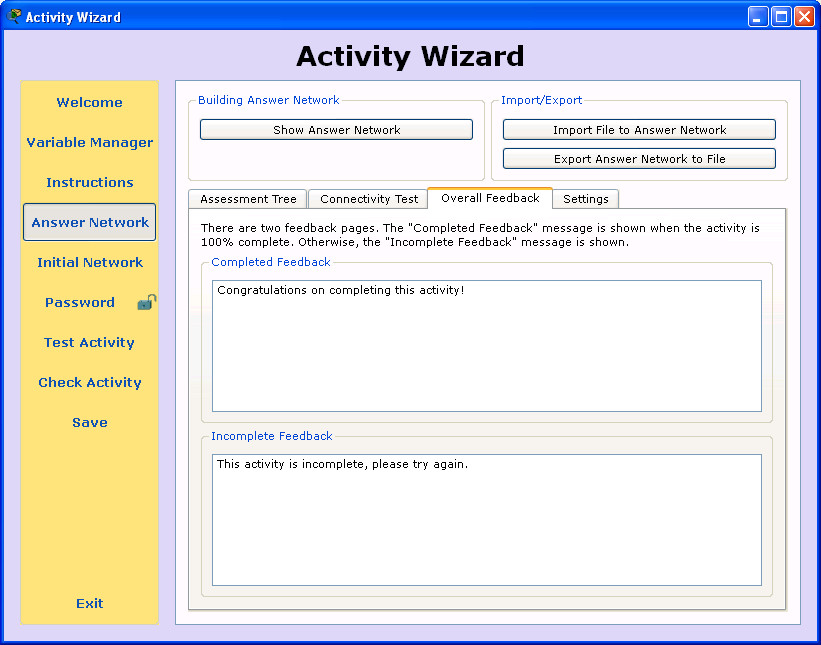 Activity Wizard
Activity Wizard
Welcome
Variable Manager
Instructions
Answer Network
Initial Network
Password
Test Activity
Check Activity
Save
Exit
Building Answer Network
Show Answer Network
Import/Export
Import File to Answer Network
Export Answer Network to File
Assessment Tree
Connectivity Test
Overall Feedback
Settings
There are two feedback pages. The "Completed Feedback" message is shown when the activity is
100% complete. Otherwise, the "Incomplete Feedback" message is shown.
Completed Feedback
Congratulations on completing this activity!
Incomplete Feedback
This activity is incomplete, please try again.